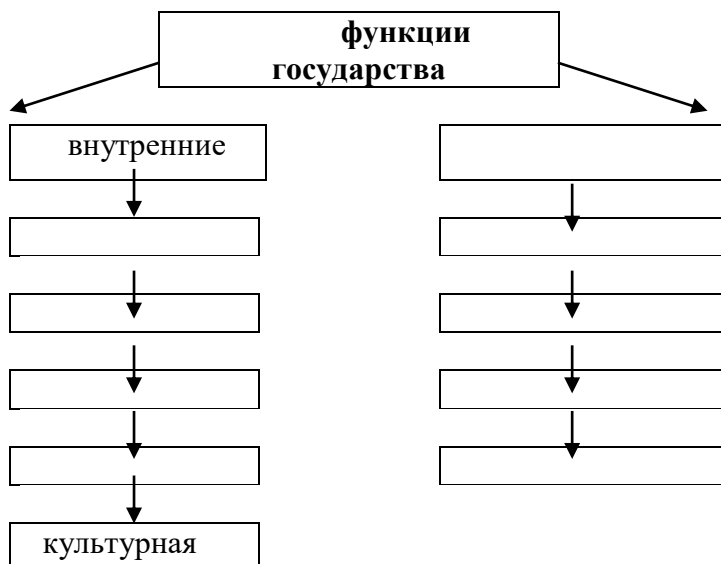 функции
государства
внутренние
культурная